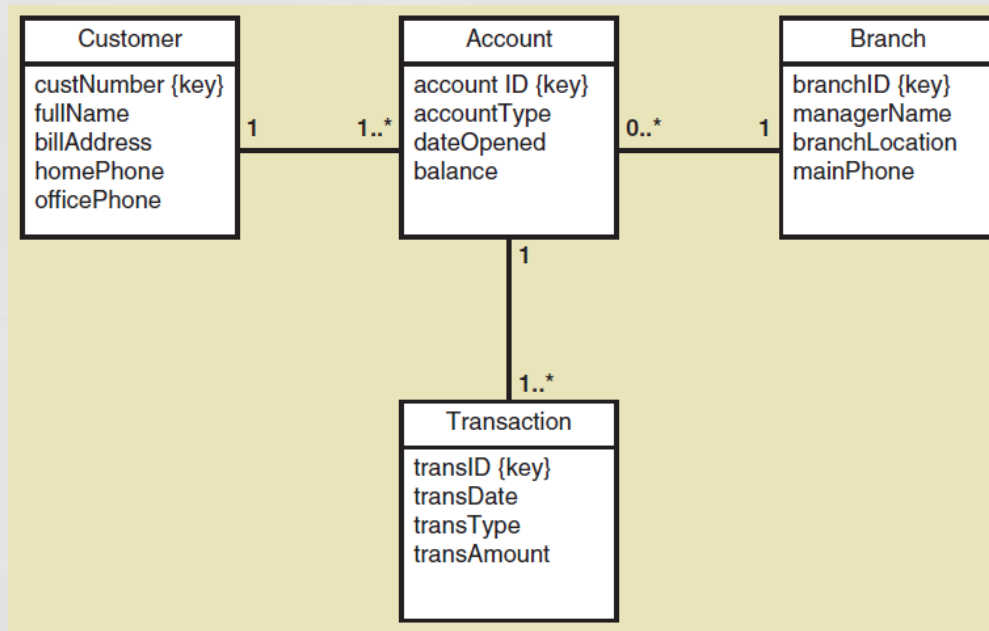 Customer
custNumber {key}
fullName
billAddress
homePhone
officePhone
1
1..*
Account
account ID {key}
accountType
dateOpened
balance
0..*
1
Branch
branchID {key}
managerName
branchLocation
mainPhone
1
1..*
Transaction
transID {key}
transDate
transType
transAmount